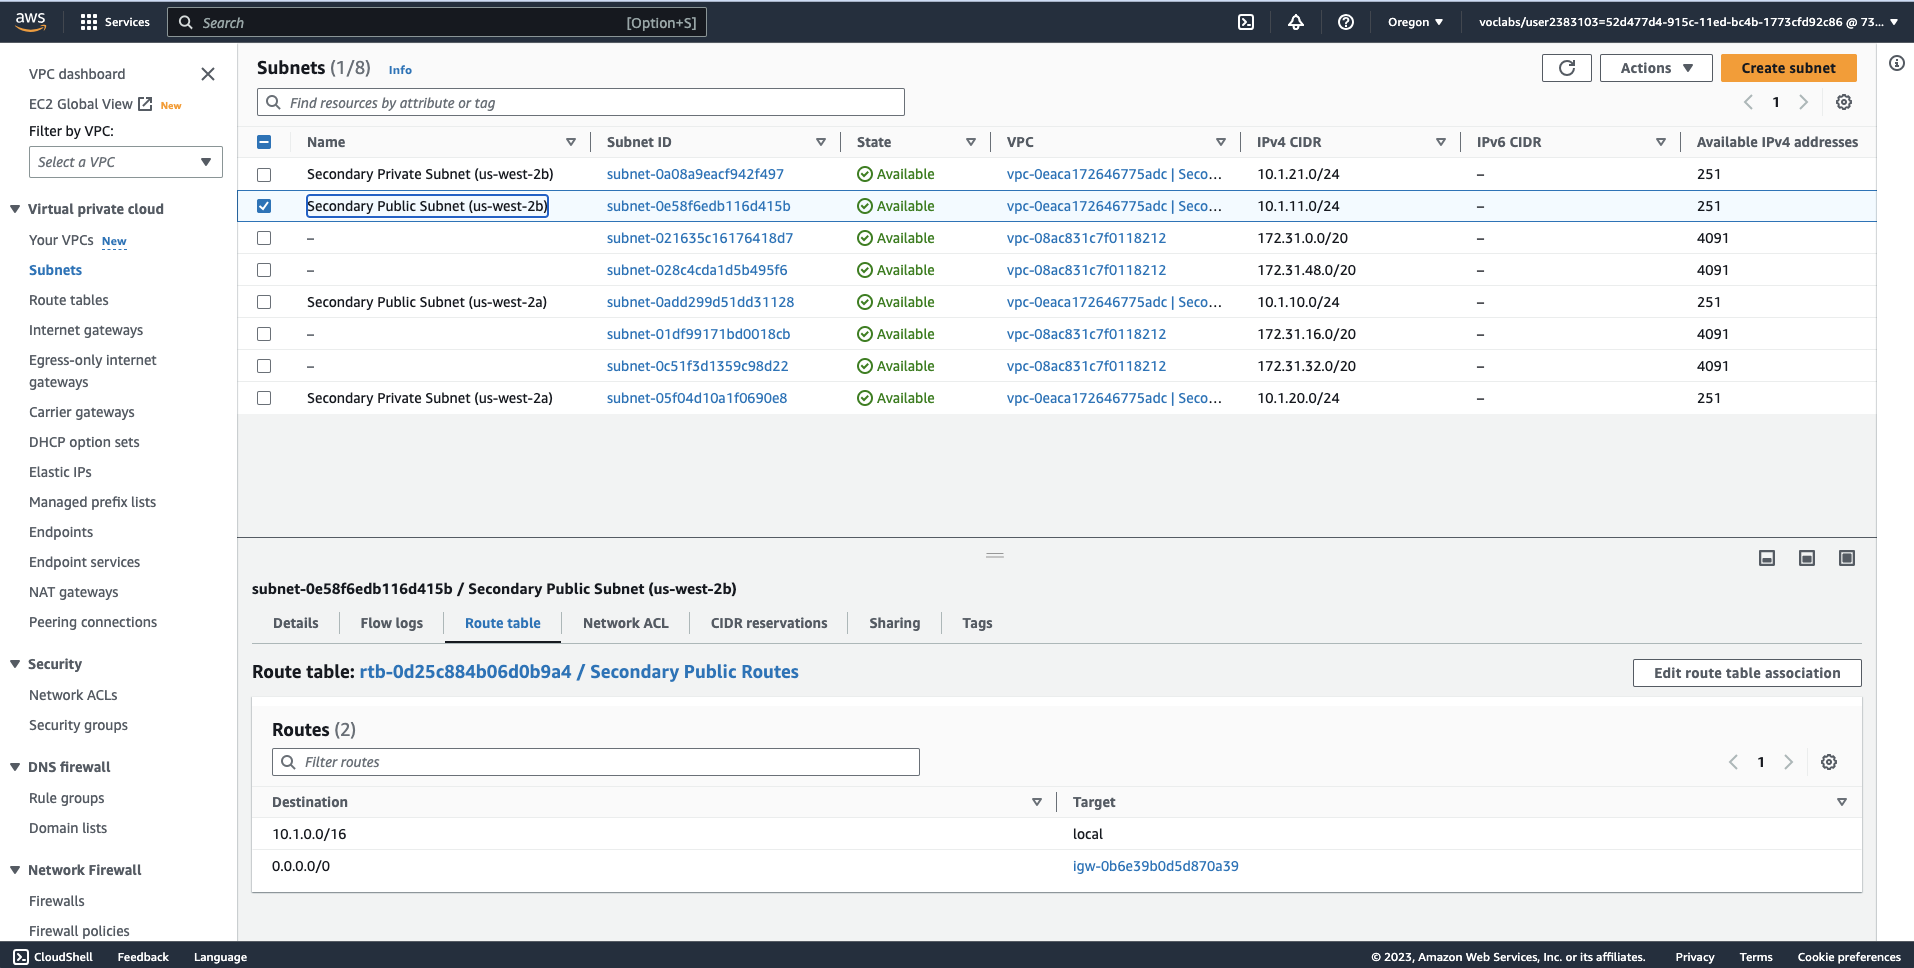 aws
Services
Search
[Option+S]
Oregon ▼
voclabs/user2383103=52d477d4-915c-11ed-bc4b-1773cfd92c86 @ 73... ▼
VPC dashboard
EC2 Global View New
Filter by VPC:
Select a VPC
Virtual private cloud
Your VPCs New
Subnets
Route tables
Internet gateways
Egress-only internet
gateways
Carrier gateways
DHCP option sets
Elastic IPs
Managed prefix lists
Endpoints
Endpoint services
NAT gateways
Peering connections
Security
Network ACLs
Security groups
DNS firewall
Rule groups
Domain lists
Network Firewall
Firewalls
Firewall policies
Subnets (1/8) Info
Actions ▼
Create subnet
Find resources by attribute or tag
1
Name Subnet ID State VPC IPv4 CIDR IPv6 CIDR Available IPv4 addresses
Secondary Private Subnet (us-west-2b) subnet-0a08a9eacf942f497 Available vpc-0eaca172646775adc | Seco... 10.1.21.0/24 – 251
Secondary Public Subnet (us-west-2b) subnet-0e58f6edb116d415b Available vpc-0eaca172646775adc | Seco... 10.1.11.0/24 – 251
– subnet-021635c16176418d7 Available vpc-08ac831c7f0118212 172.31.0.0/20 – 4091
– subnet-028c4cda1d5b495f6 Available vpc-08ac831c7f0118212 172.31.48.0/20 – 4091
Secondary Public Subnet (us-west-2a) subnet-0add299d51dd31128 Available vpc-0eaca172646775adc | Seco... 10.1.10.0/24 – 251
– subnet-01df99171bd0018cb Available vpc-08ac831c7f0118212 172.31.16.0/20 – 4091
– subnet-0c51f3d1359c98d22 Available vpc-08ac831c7f0118212 172.31.32.0/20 – 4091
Secondary Private Subnet (us-west-2a) subnet-05f04d10a1f0690e8 Available vpc-0eaca172646775adc | Seco... 10.1.20.0/24 – 251
subnet-0e58f6edb116d415b / Secondary Public Subnet (us-west-2b)
Details Flow logs Route table Network ACL CIDR reservations Sharing Tags
Route table: rtb-0d25c884b06d0b9a4 / Secondary Public Routes
Edit route table association
Routes (2)
Filter routes
1
Destination Target
10.1.0.0/16 local
0.0.0.0/0 igw-0b6e39b0d5d870a39
CloudShell Feedback Language
© 2023, Amazon Web Services, Inc. or its affiliates. Privacy Terms Cookie preferences